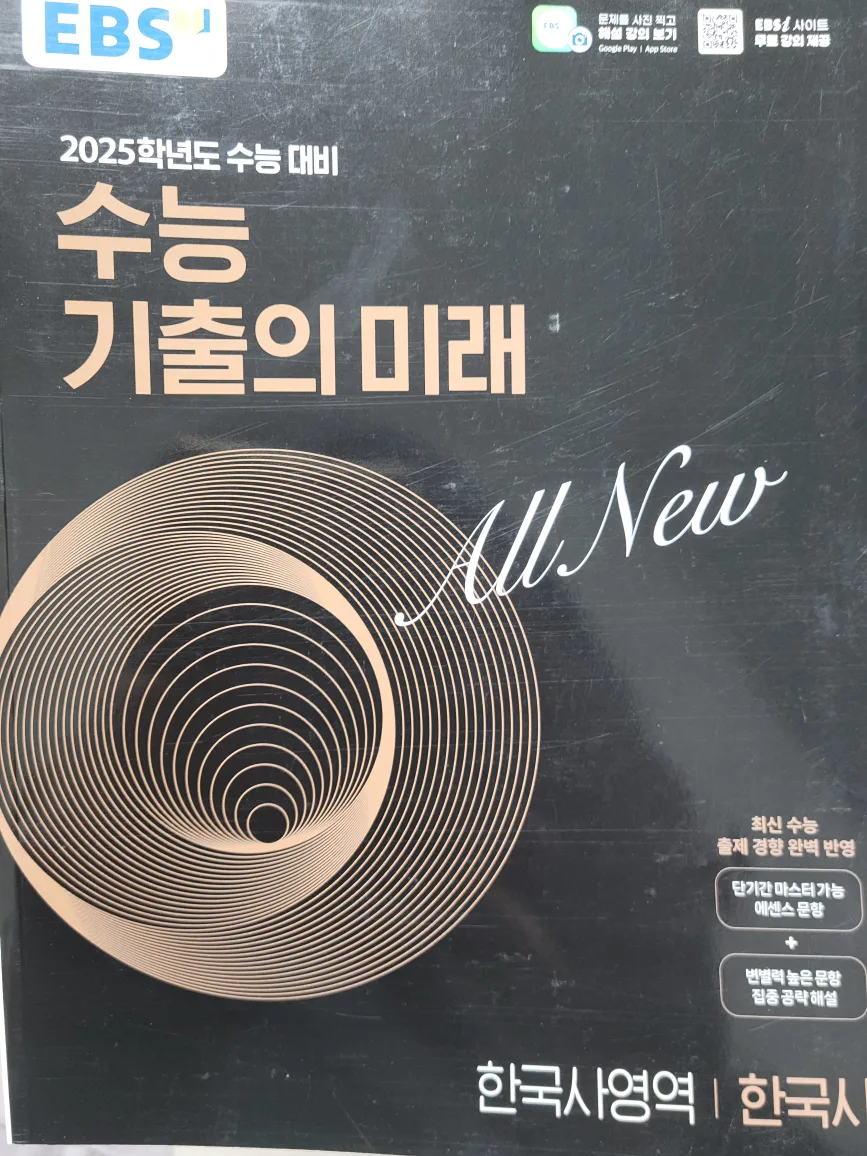 EBS
EBS
문제를 사진 찍고
해설 강의 보기
Google Play | App Store
EBSi 사이트
무료 강의 제공
2025학년도 수능 대비
수능
기출의 미래
All New
최신 수능
출제 경향 완벽 반영
단기간 마스터 가능
에센스 문항
+
변별력 높은 문항
집중 공략 해설
한국사영역 | 한국사